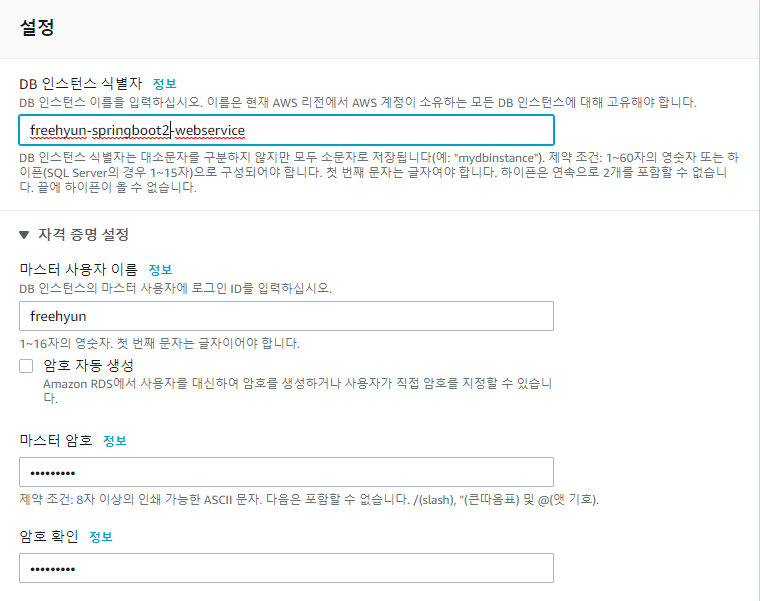 설정
DB 인스턴스 식별자 정보
DB 인스턴스 이름을 입력하십시오. 이름은 현재 AWS 리전에서 AWS 계정이 소유하는 모든 DB 인스턴스에 대해 고유해야 합니다.
freehyun-springboot2-webservice
DB 인스턴스 식별자는 대소문자를 구분하지 않지만 모두 소문자로 저장됩니다(예: "mydbinstance"). 제약 조건: 1~60자의 영숫자 또는 하
이픈(SQL Server의 경우 1~15자)으로 구성되어야 합니다. 첫 번째 문자는 글자여야 합니다. 하이픈은 연속으로 2개를 포함할 수 없습니
다. 끝에 하이픈이 올 수 없습니다.
▼ 자격 증명 설정
마스터 사용자 이름 정보
DB 인스턴스의 마스터 사용자에 로그인 ID를 입력하십시오.
freehyun
1~16자의 영숫자. 첫 번째 문자는 글자이어야 합니다.
암호 자동 생성
Amazon RDS에서 사용자를 대신하여 암호를 생성하거나 사용자가 직접 암호를 지정할 수 있습니
다.
마스터 암호 정보
•••••••••
제약 조건: 8자 이상의 인쇄 가능한 ASCII 문자. 다음은 포함할 수 없습니다. /(slash), "(큰따옴표) 및 @(앳 기호).
암호 확인 정보
•••••••••